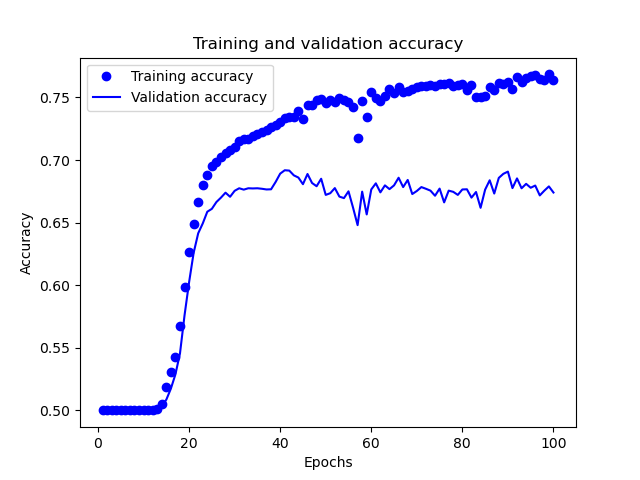 Training and validation accuracy
Training accuracy
Validation accuracy
0.75
0.70
0.65
0.60
0.55
0.50
Accuracy
0 20 40 60 80 100
Epochs